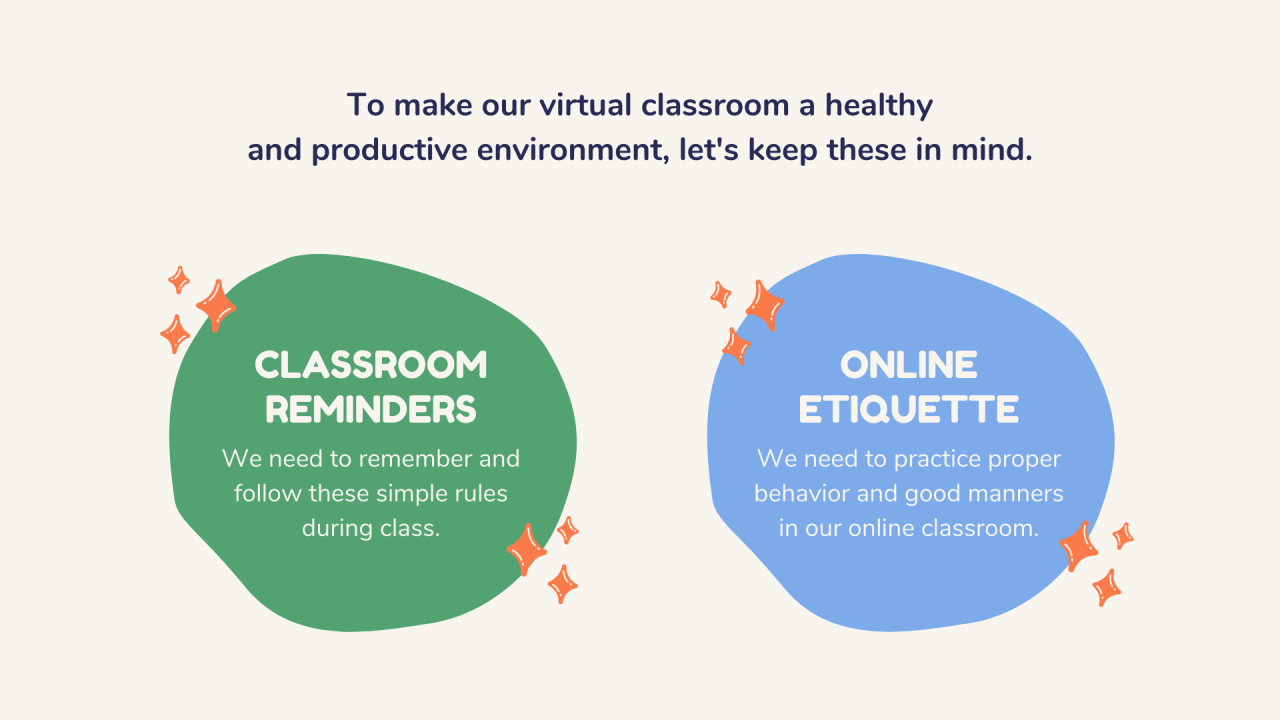 To make our virtual classroom a healthy
and productive environment, let's keep these in mind.
CLASSROOM
REMINDERS
We need to remember and
follow these simple rules
during class.
ONLINE
ETIQUETTE
We need to practice proper
behavior and good manners
in our online classroom.